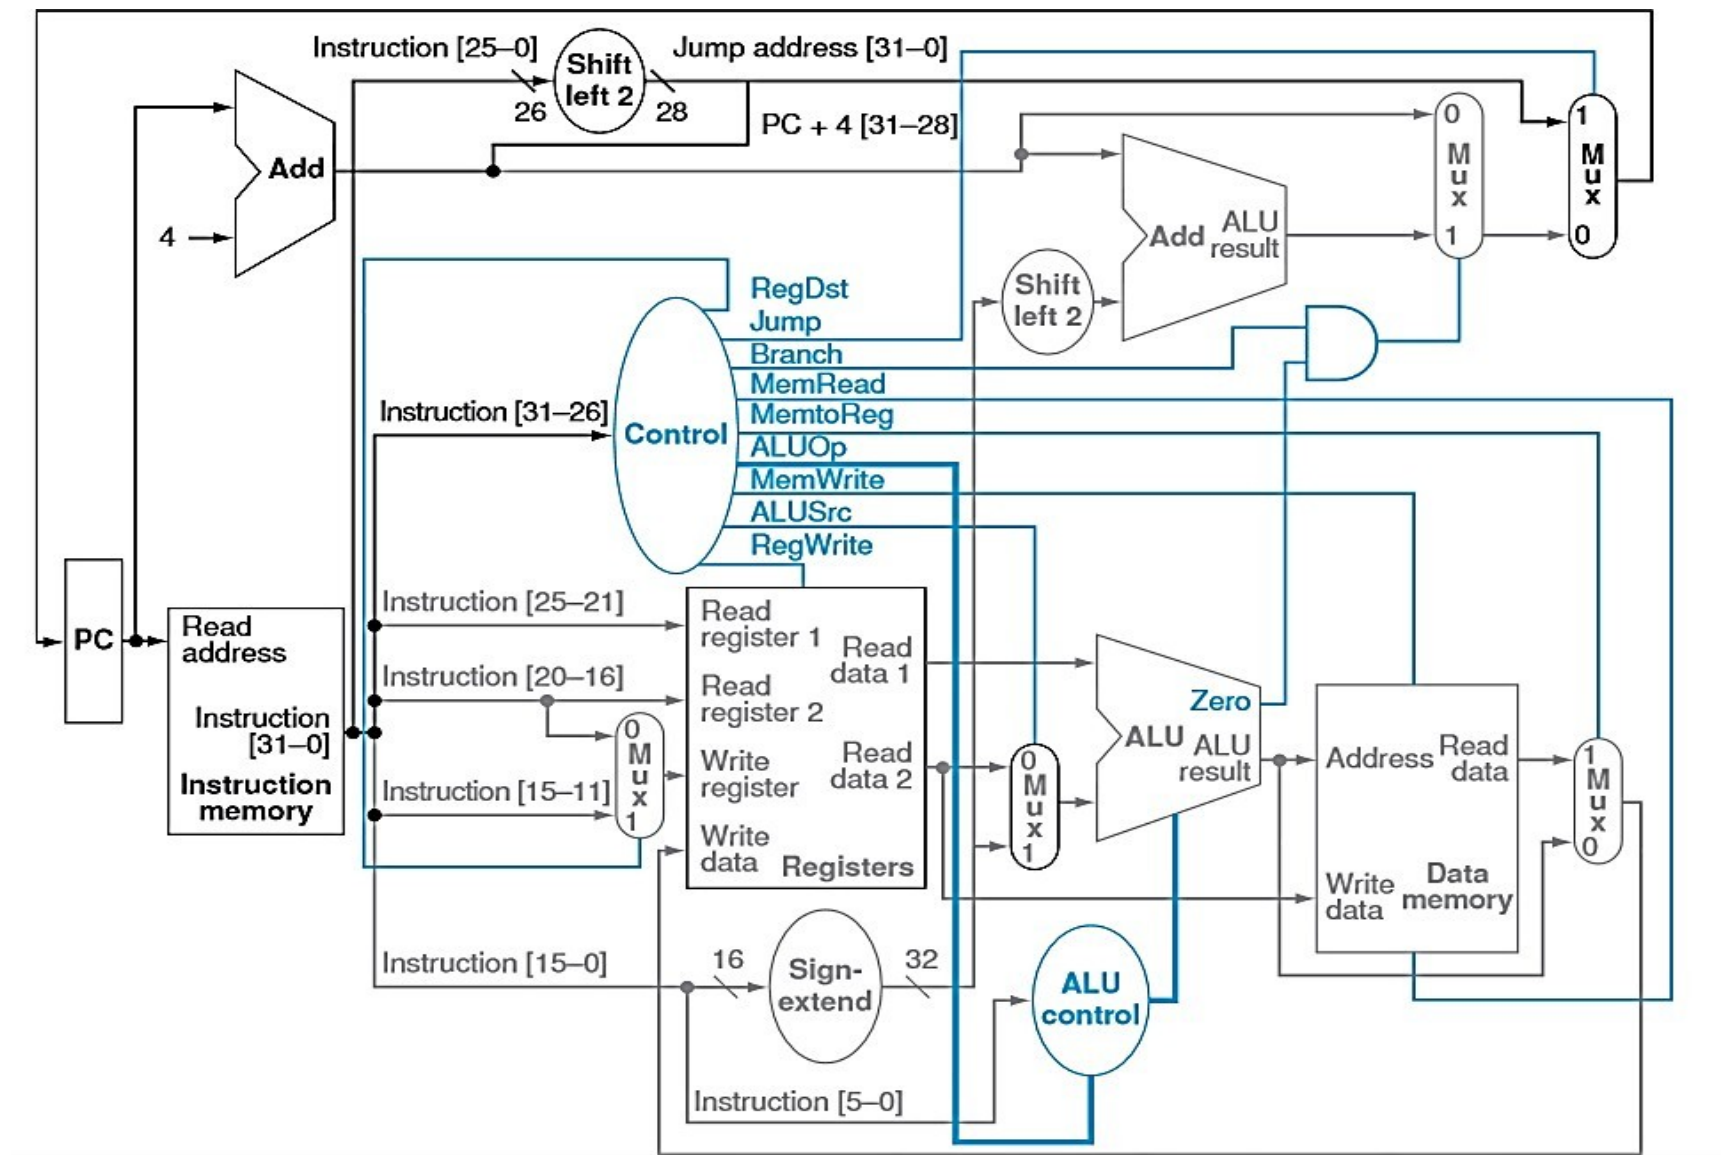 Instruction [25–0]
Shift
left 2
Jump address [31–0]
26
28
PC + 4 [31–28]
Add
4
0
M
u
x
1
1
M
u
x
0
Add
ALU
result
Shift
left 2
RegDst
Jump
Branch
MemRead
MemtoReg
ALUOp
MemWrite
ALUSrc
RegWrite
Instruction [31–26]
Control
PC
Read
address
Instruction
[31–0]
Instruction
memory
Instruction [25–21]
Instruction [20–16]
Instruction [15–11]
0
M
u
x
1
Read
register 1
Read
register 2
Write
register
Write
data
Read
data 1
Read
data 2
Registers
0
M
u
x
1
Zero
ALU
ALU
result
Address
Read
data
Write
data
Data
memory
1
M
u
x
0
Instruction [15–0]
16
Sign-
extend
32
ALU
control
Instruction [5–0]